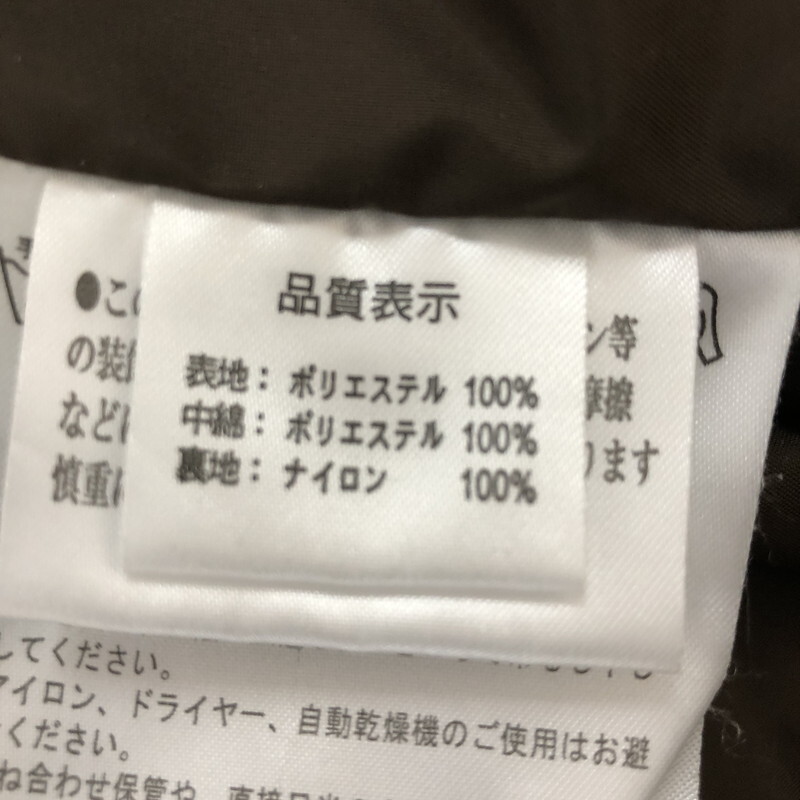 品質表示
表地： ポリエステル 100%
中綿： ポリエステル 100%
裏地： ナイロン 100%
●この
ン等
の装
摩擦
などに
ります
慎重に
してください。
アイロン、ドライヤー、自動乾燥機のご使用はお避
ください。
ね合わせ保管や、直接日光